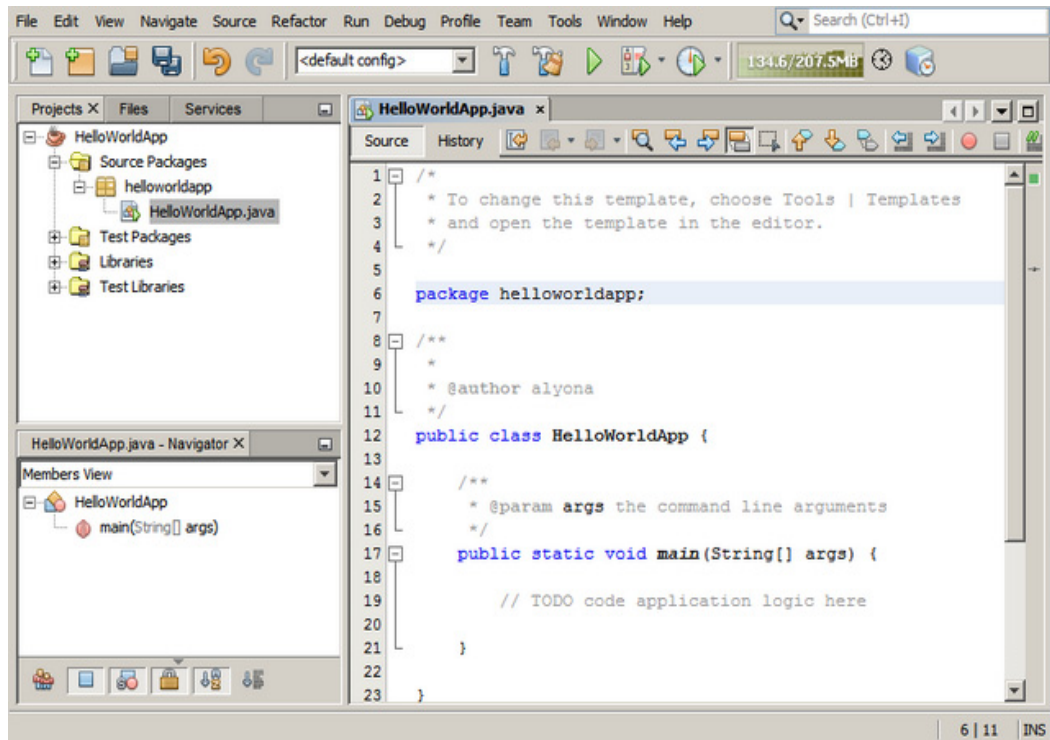 File Edit View Navigate Source Refactor Run Debug Profile Team Tools Window Help Search (Ctrl+I)
<default config> 134.6/207.5MB
Projects X Files Services
HelloWorldApp
Source Packages
helloworldapp
HelloWorldApp.java
Test Packages
Libraries
Test Libraries
HelloWorldApp.java - Navigator X
Members View
HelloWorldApp
main(String[] args)
HelloWorldApp.java x
Source History
1 /*
2 * To change this template, choose Tools | Templates
3 * and open the template in the editor.
4 */
5
6 package helloworldapp;
7
8 /**
9 *
10 * @author alyona
11 */
12 public class HelloWorldApp {
13
14 /**
15 * @param args the command line arguments
16 */
17 public static void main(String[] args) {
18
19 // TODO code application logic here
20
21 }
22
23 }
6 | 11 INS